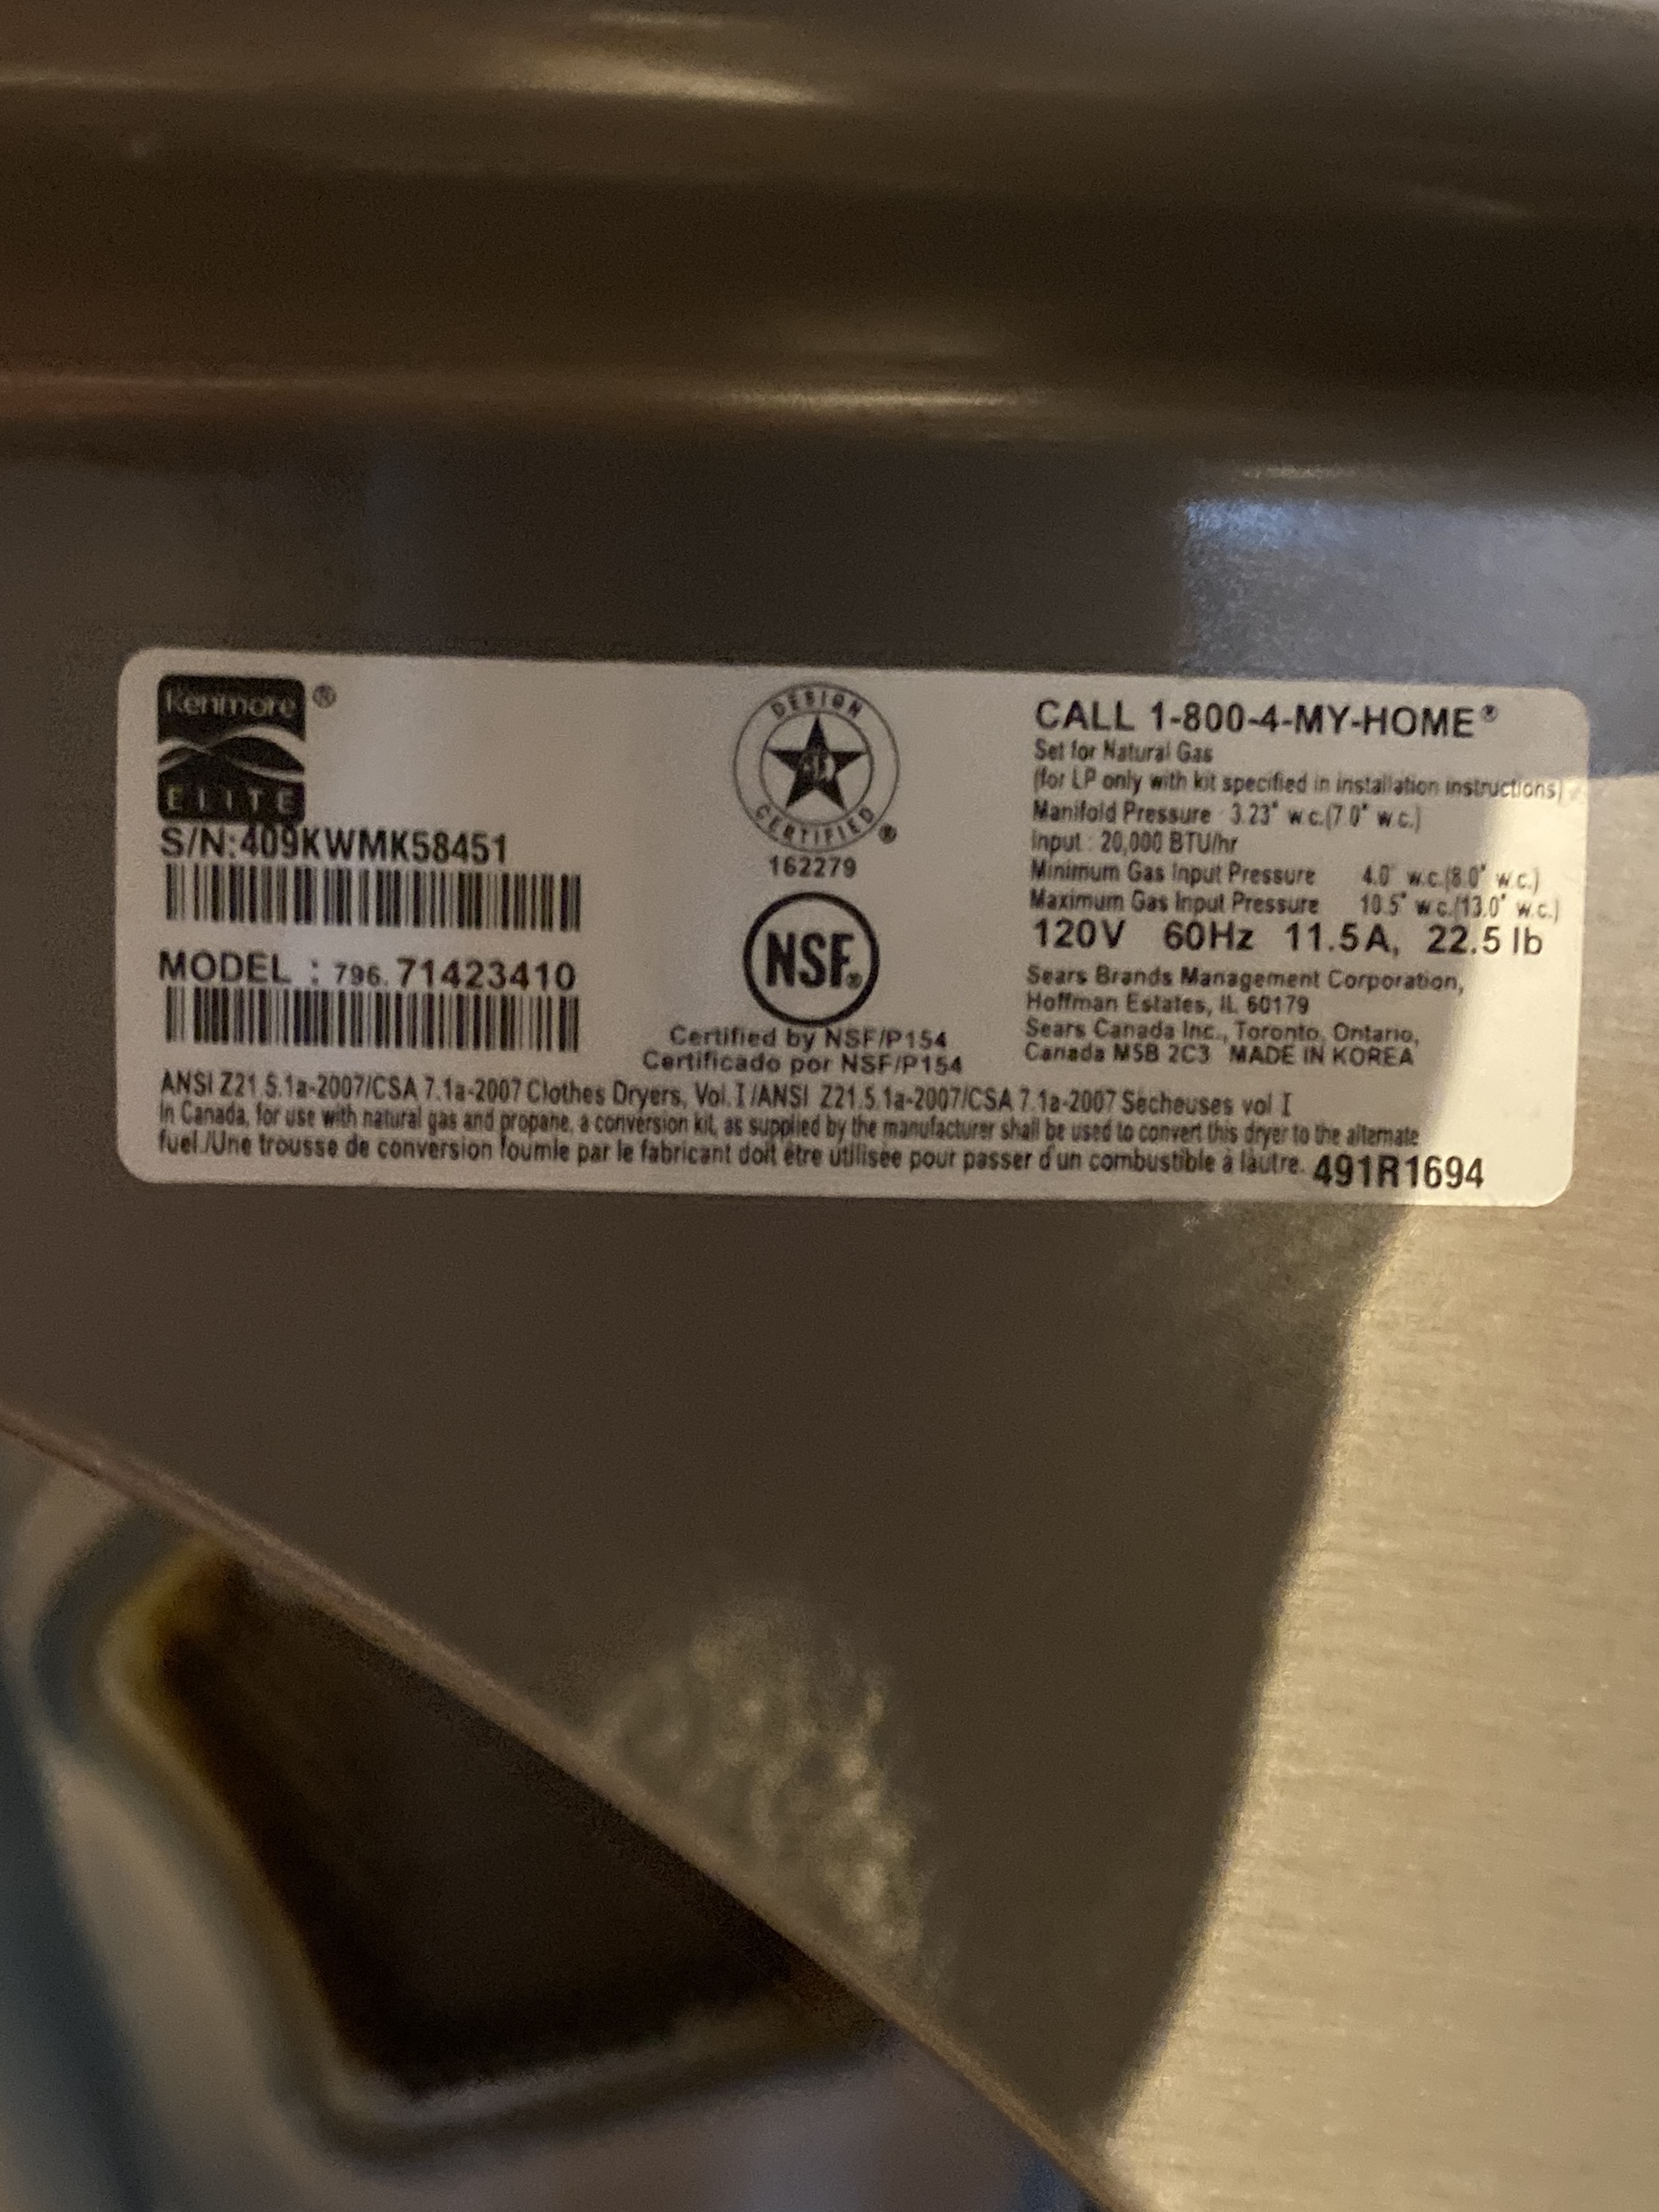 Kenmore ®
ELITE
S/N:409KWMK58451
MODEL : 796.71423410
DESIGN
CERTIFIED ®
162279
NSF®
Certified by NSF/P154
Certificado por NSF/P154
CALL 1-800-4-MY-HOME®
Set for Natural Gas
(for LP only with kit specified in installation instructions)
Manifold Pressure : 3.23" w.c.(7.0" w.c.)
Input : 20,000 BTU/hr
Minimum Gas Input Pressure 4.0" w.c.(8.0" w.c.)
Maximum Gas Input Pressure 10.5" w.c.(13.0" w.c.)
120V 60Hz 11.5A, 22.5 lb
Sears Brands Management Corporation,
Hoffman Estates, IL 60179
Sears Canada Inc., Toronto, Ontario,
Canada M5B 2C3 MADE IN KOREA
ANSI Z21.5.1a-2007/CSA 7.1a-2007 Clothes Dryers, Vol. I /ANSI Z21.5.1a-2007/CSA 7.1a-2007 Sécheuses vol I
In Canada, for use with natural gas and propane, a conversion kit, as supplied by the manufacturer shall be used to convert this dryer to the alternate
fuel./Une trousse de conversion foumie par le fabricant doit être utilisée pour passer d'un combustible à làutre. 491R1694